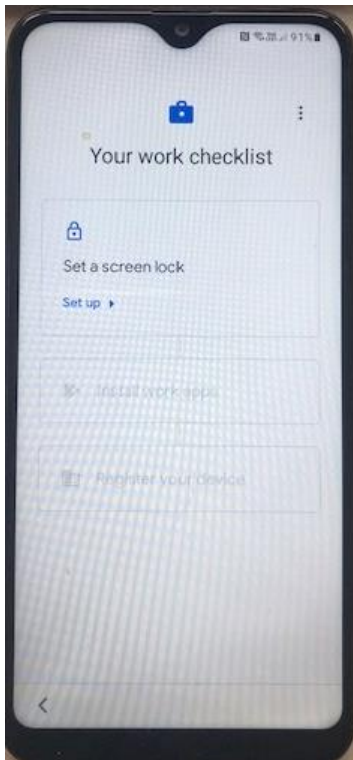 91%
Your work checklist
Set a screen lock
Set up
Install work apps
Register your device